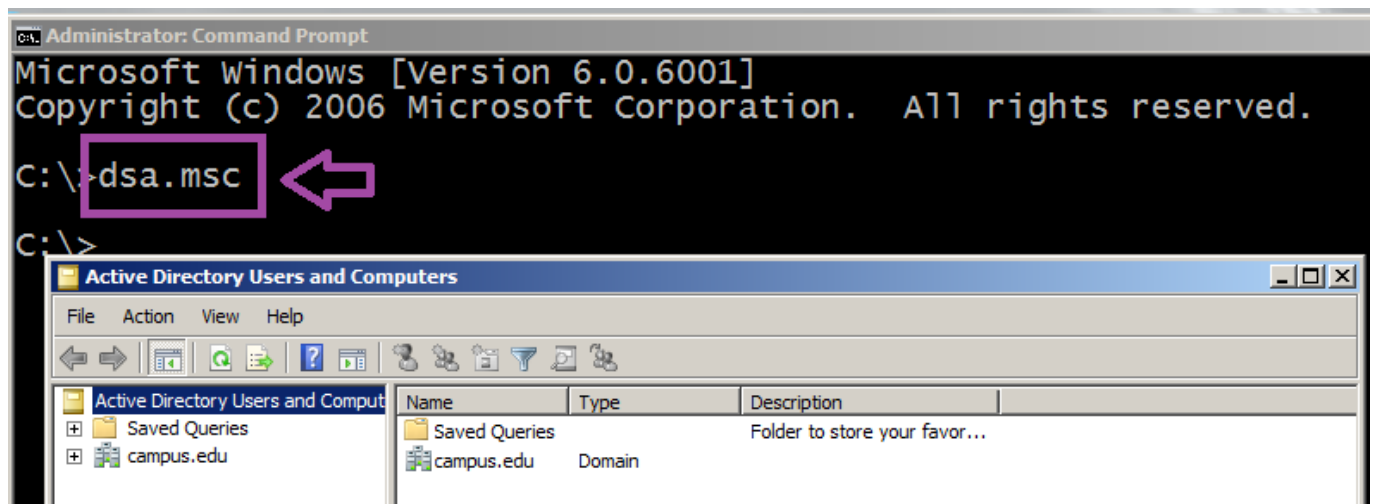 Administrator: Command Prompt
Microsoft Windows [Version 6.0.6001]
Copyright (c) 2006 Microsoft Corporation. All rights reserved.
C:\>dsa.msc
C:\>
Active Directory Users and Computers
File Action View Help
Active Directory Users and Comput Name Type Description
Saved Queries Saved Queries Folder to store your favor...
campus.edu campus.edu Domain